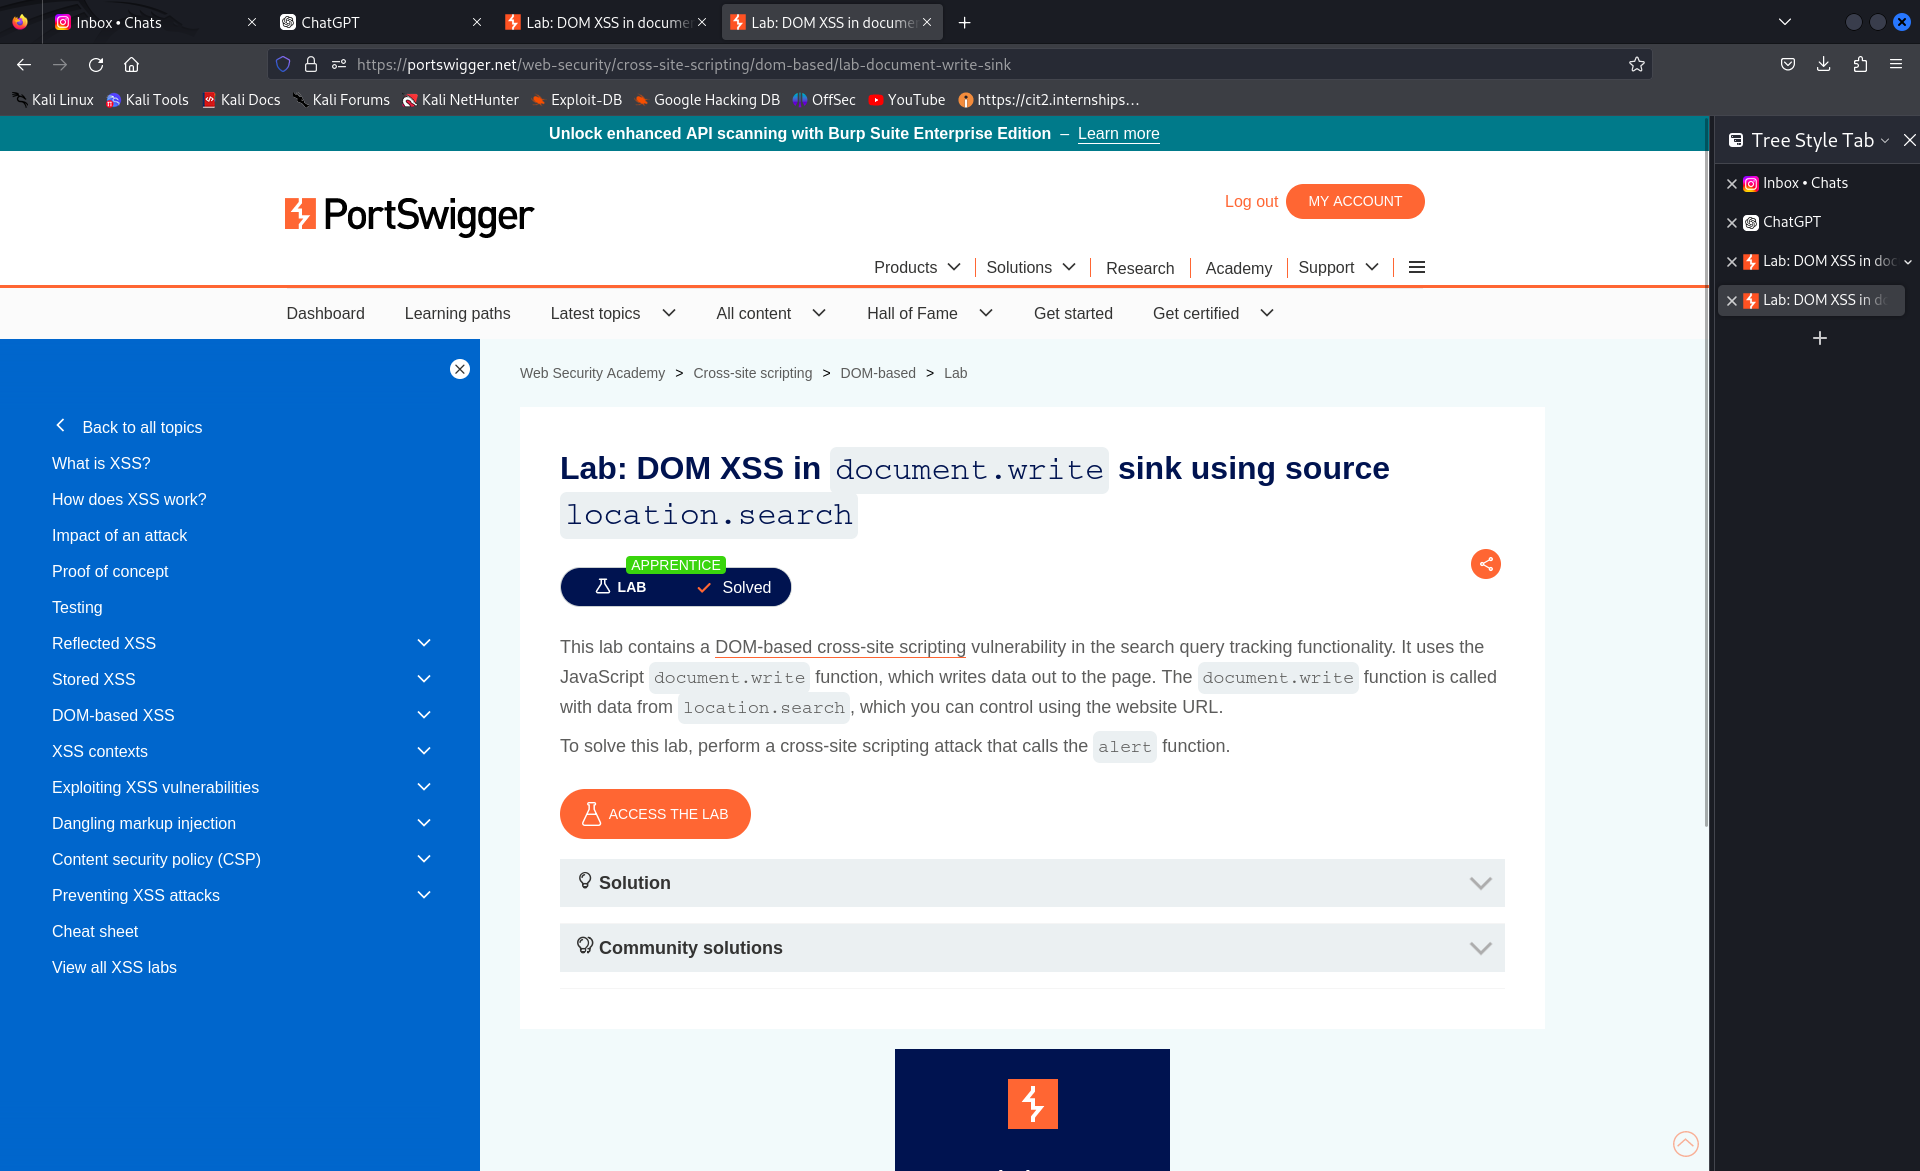 Inbox • Chats
ChatGPT
Lab: DOM XSS in docume
Lab: DOM XSS in docume
https://portswigger.net/web-security/cross-site-scripting/dom-based/lab-document-write-sink
Kali Linux Kali Tools Kali Docs Kali Forums Kali NetHunter Exploit-DB Google Hacking DB OffSec YouTube https://cit2.internships…
Unlock enhanced API scanning with Burp Suite Enterprise Edition – Learn more
PortSwigger
Log out MY ACCOUNT
Products Solutions Research Academy Support
Dashboard Learning paths Latest topics All content Hall of Fame Get started Get certified
Back to all topics
What is XSS?
How does XSS work?
Impact of an attack
Proof of concept
Testing
Reflected XSS
Stored XSS
DOM-based XSS
XSS contexts
Exploiting XSS vulnerabilities
Dangling markup injection
Content security policy (CSP)
Preventing XSS attacks
Cheat sheet
View all XSS labs
Web Security Academy > Cross-site scripting > DOM-based > Lab
Lab: DOM XSS in document.write sink using source
location.search
APPRENTICE
LAB Solved
This lab contains a DOM-based cross-site scripting vulnerability in the search query tracking functionality. It uses the
JavaScript document.write function, which writes data out to the page. The document.write function is called
with data from location.search, which you can control using the website URL.
To solve this lab, perform a cross-site scripting attack that calls the alert function.
ACCESS THE LAB
Solution
Community solutions
Tree Style Tab
Inbox • Chats
ChatGPT
Lab: DOM XSS in doc
Lab: DOM XSS in do